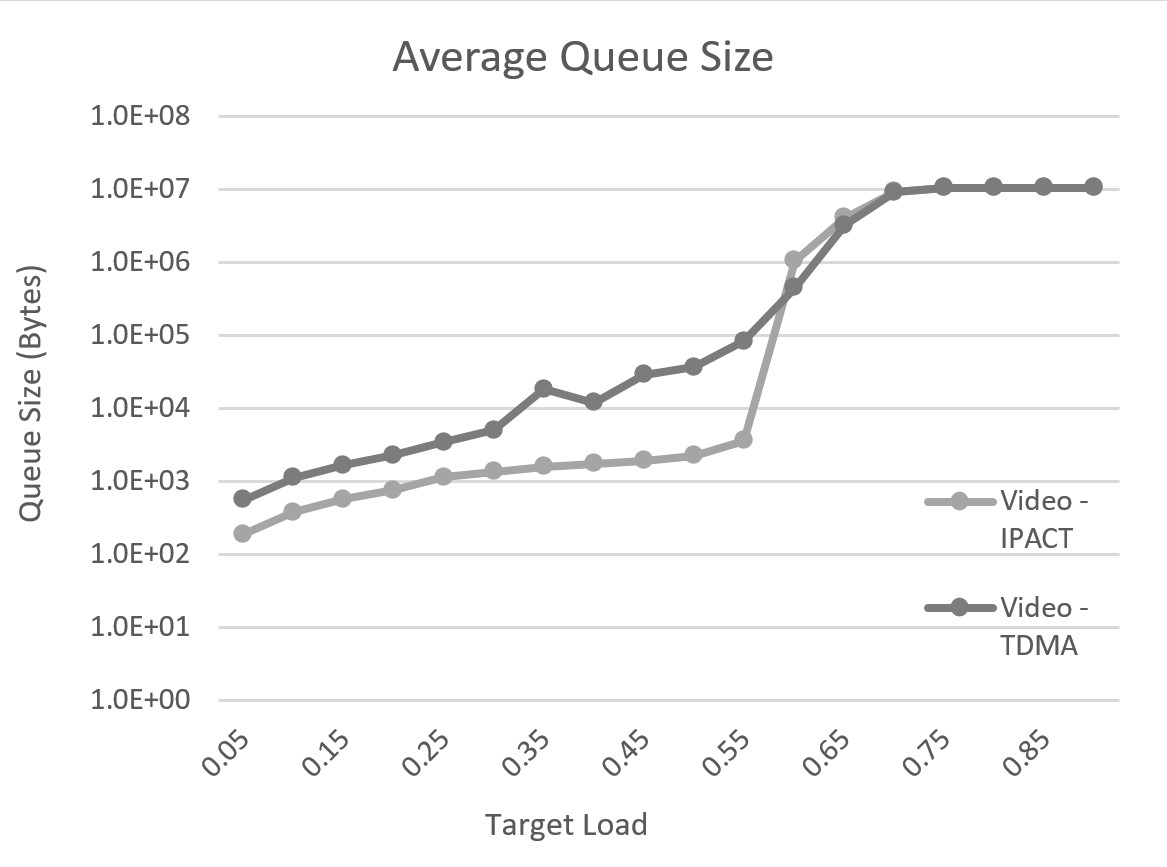 Average Queue Size
1.0E+08
1.0E+07
1.0E+06
1.0E+05
1.0E+04
1.0E+03
1.0E+02
1.0E+01
1.0E+00
Queue Size (Bytes)
Video -
IPACT
Video -
TDMA
0.05
0.15
0.25
0.35
0.45
0.55
0.65
0.75
0.85
Target Load